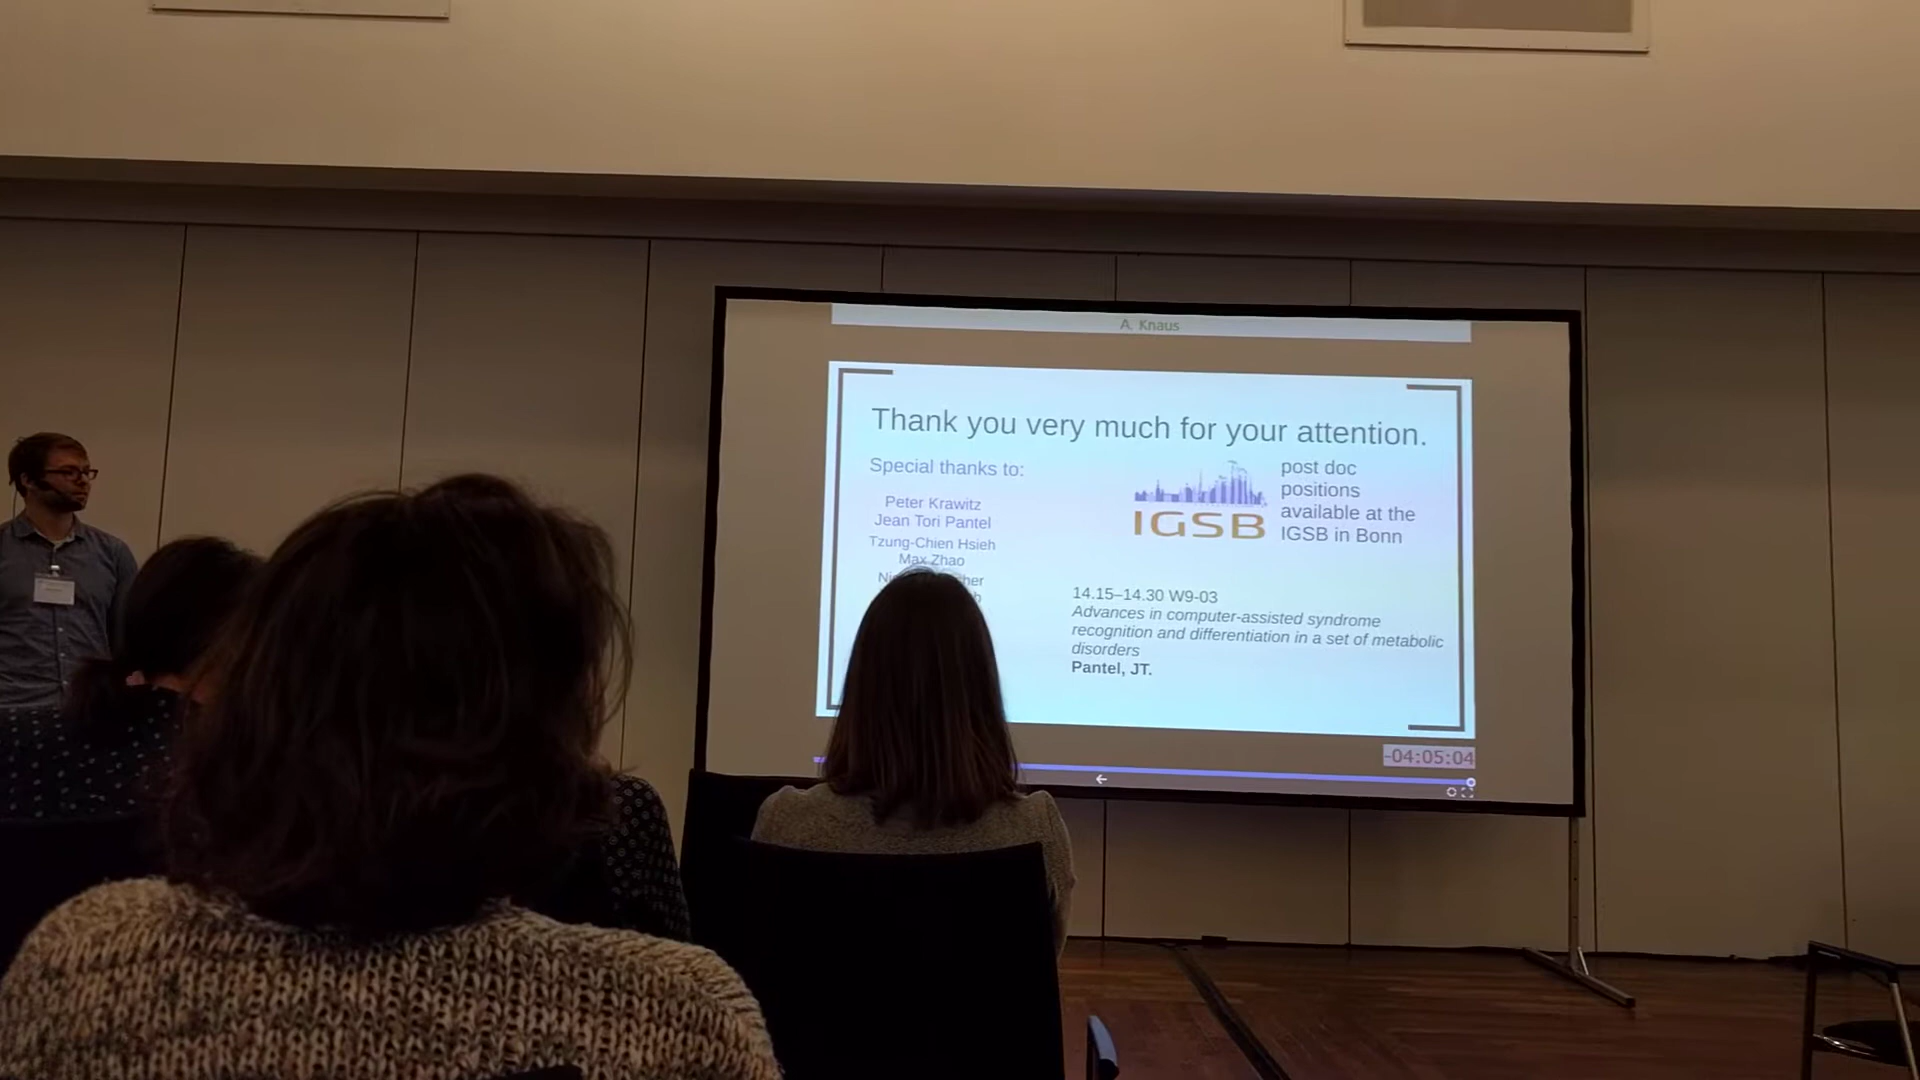 A. Knaus
Thank you very much for your attention.
Special thanks to:
Peter Krawitz
Jean Tori Pantel
Tzung-Chien Hsieh
Max Zhao
IGSB
post doc
positions
available at the
IGSB in Bonn
14.15–14.30 W9-03
Advances in computer-assisted syndrome
recognition and differentiation in a set of metabolic
disorders
Pantel, JT.
-04:05:04